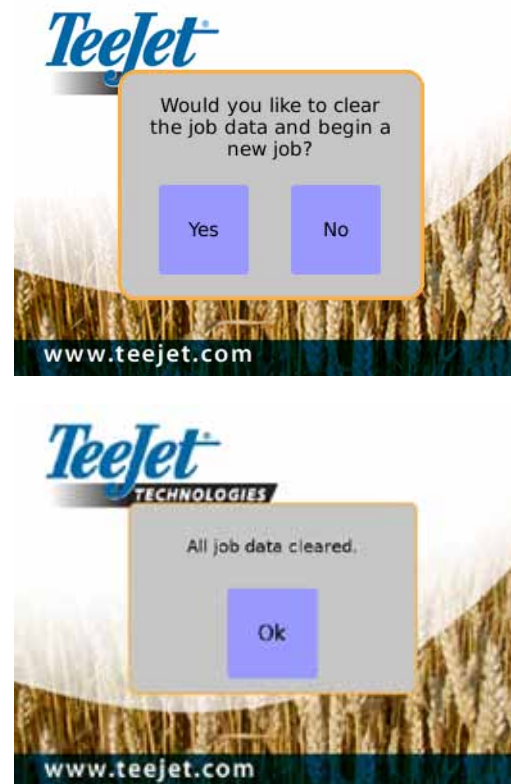 TeeJet
Would you like to clear
the job data and begin a
new job?
Yes
No
www.teejet.com
TeeJet
TECHNOLOGIES
All job data cleared.
Ok
www.teejet.com